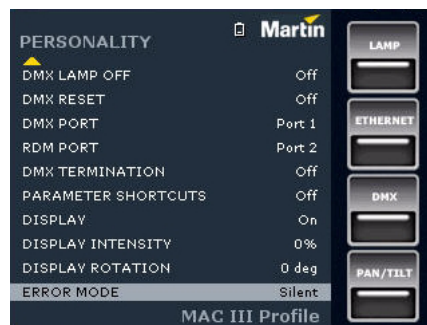 PERSONALITY
Martin
DMX LAMP OFF Off
DMX RESET Off
DMX PORT Port 1
RDM PORT Port 2
DMX TERMINATION Off
PARAMETER SHORTCUTS Off
DISPLAY On
DISPLAY INTENSITY 0%
DISPLAY ROTATION 0 deg
ERROR MODE Silent
MAC III Profile
LAMP
ETHERNET
DMX
PAN/TILT